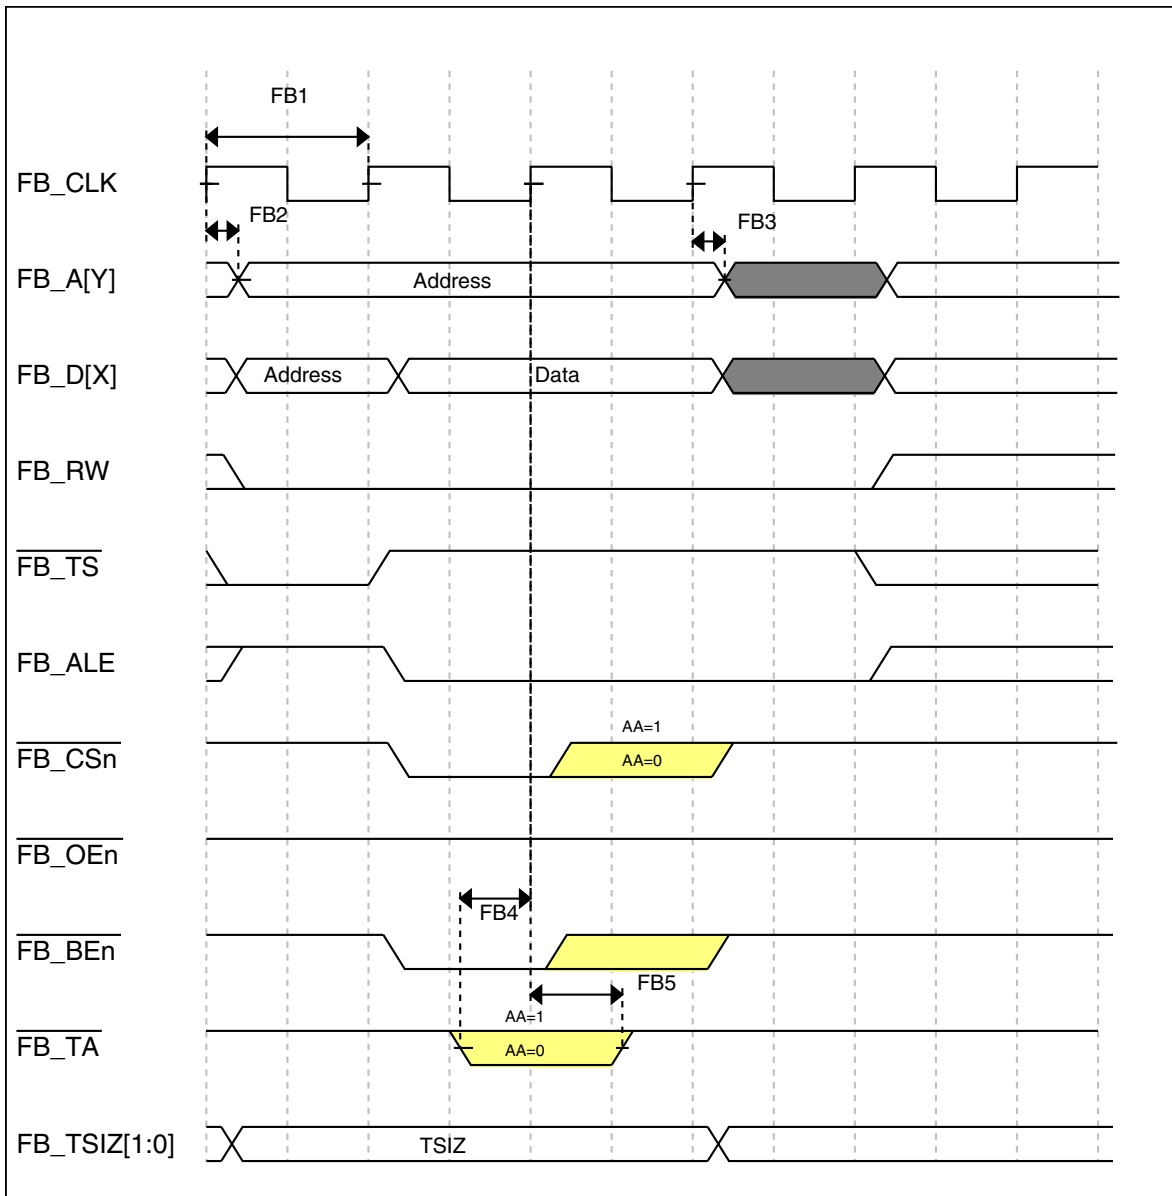 FB1
FB_CLK
FB2
FB3
FB_A[Y]
Address
FB_D[X]
Address
Data
FB_RW
FB_TS
FB_ALE
AA=1
FB_CSn
AA=0
FB_OEn
FB4
FB_BEn
FB5
AA=1
FB_TA
AA=0
FB_TSIZ[1:0]
TSIZ